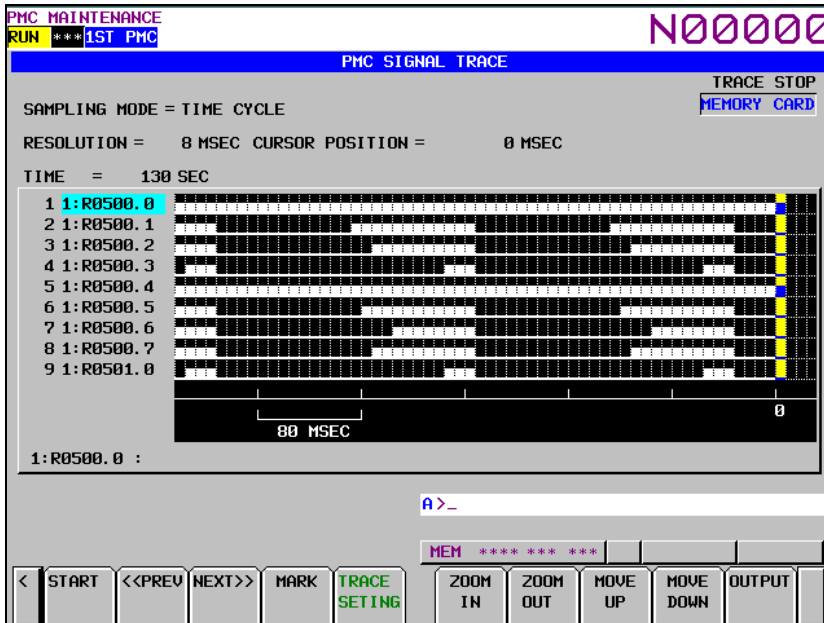 PMC MAINTENANCE
N00000
RUN *** 1ST PMC
PMC SIGNAL TRACE
TRACE STOP
SAMPLING MODE = TIME CYCLE
MEMORY CARD
RESOLUTION = 8 MSEC CURSOR POSITION = 0 MSEC
TIME = 130 SEC
1 1:R0500.0
2 1:R0500.1
3 1:R0500.2
4 1:R0500.3
5 1:R0500.4
6 1:R0500.5
7 1:R0500.6
8 1:R0500.7
9 1:R0501.0
0
80 MSEC
1:R0500.0 :
A>_
MEM **** *** ***
< START <<PREV NEXT>> MARK TRACE SETING ZOOM IN ZOOM OUT MOVE UP MOVE DOWN OUTPUT